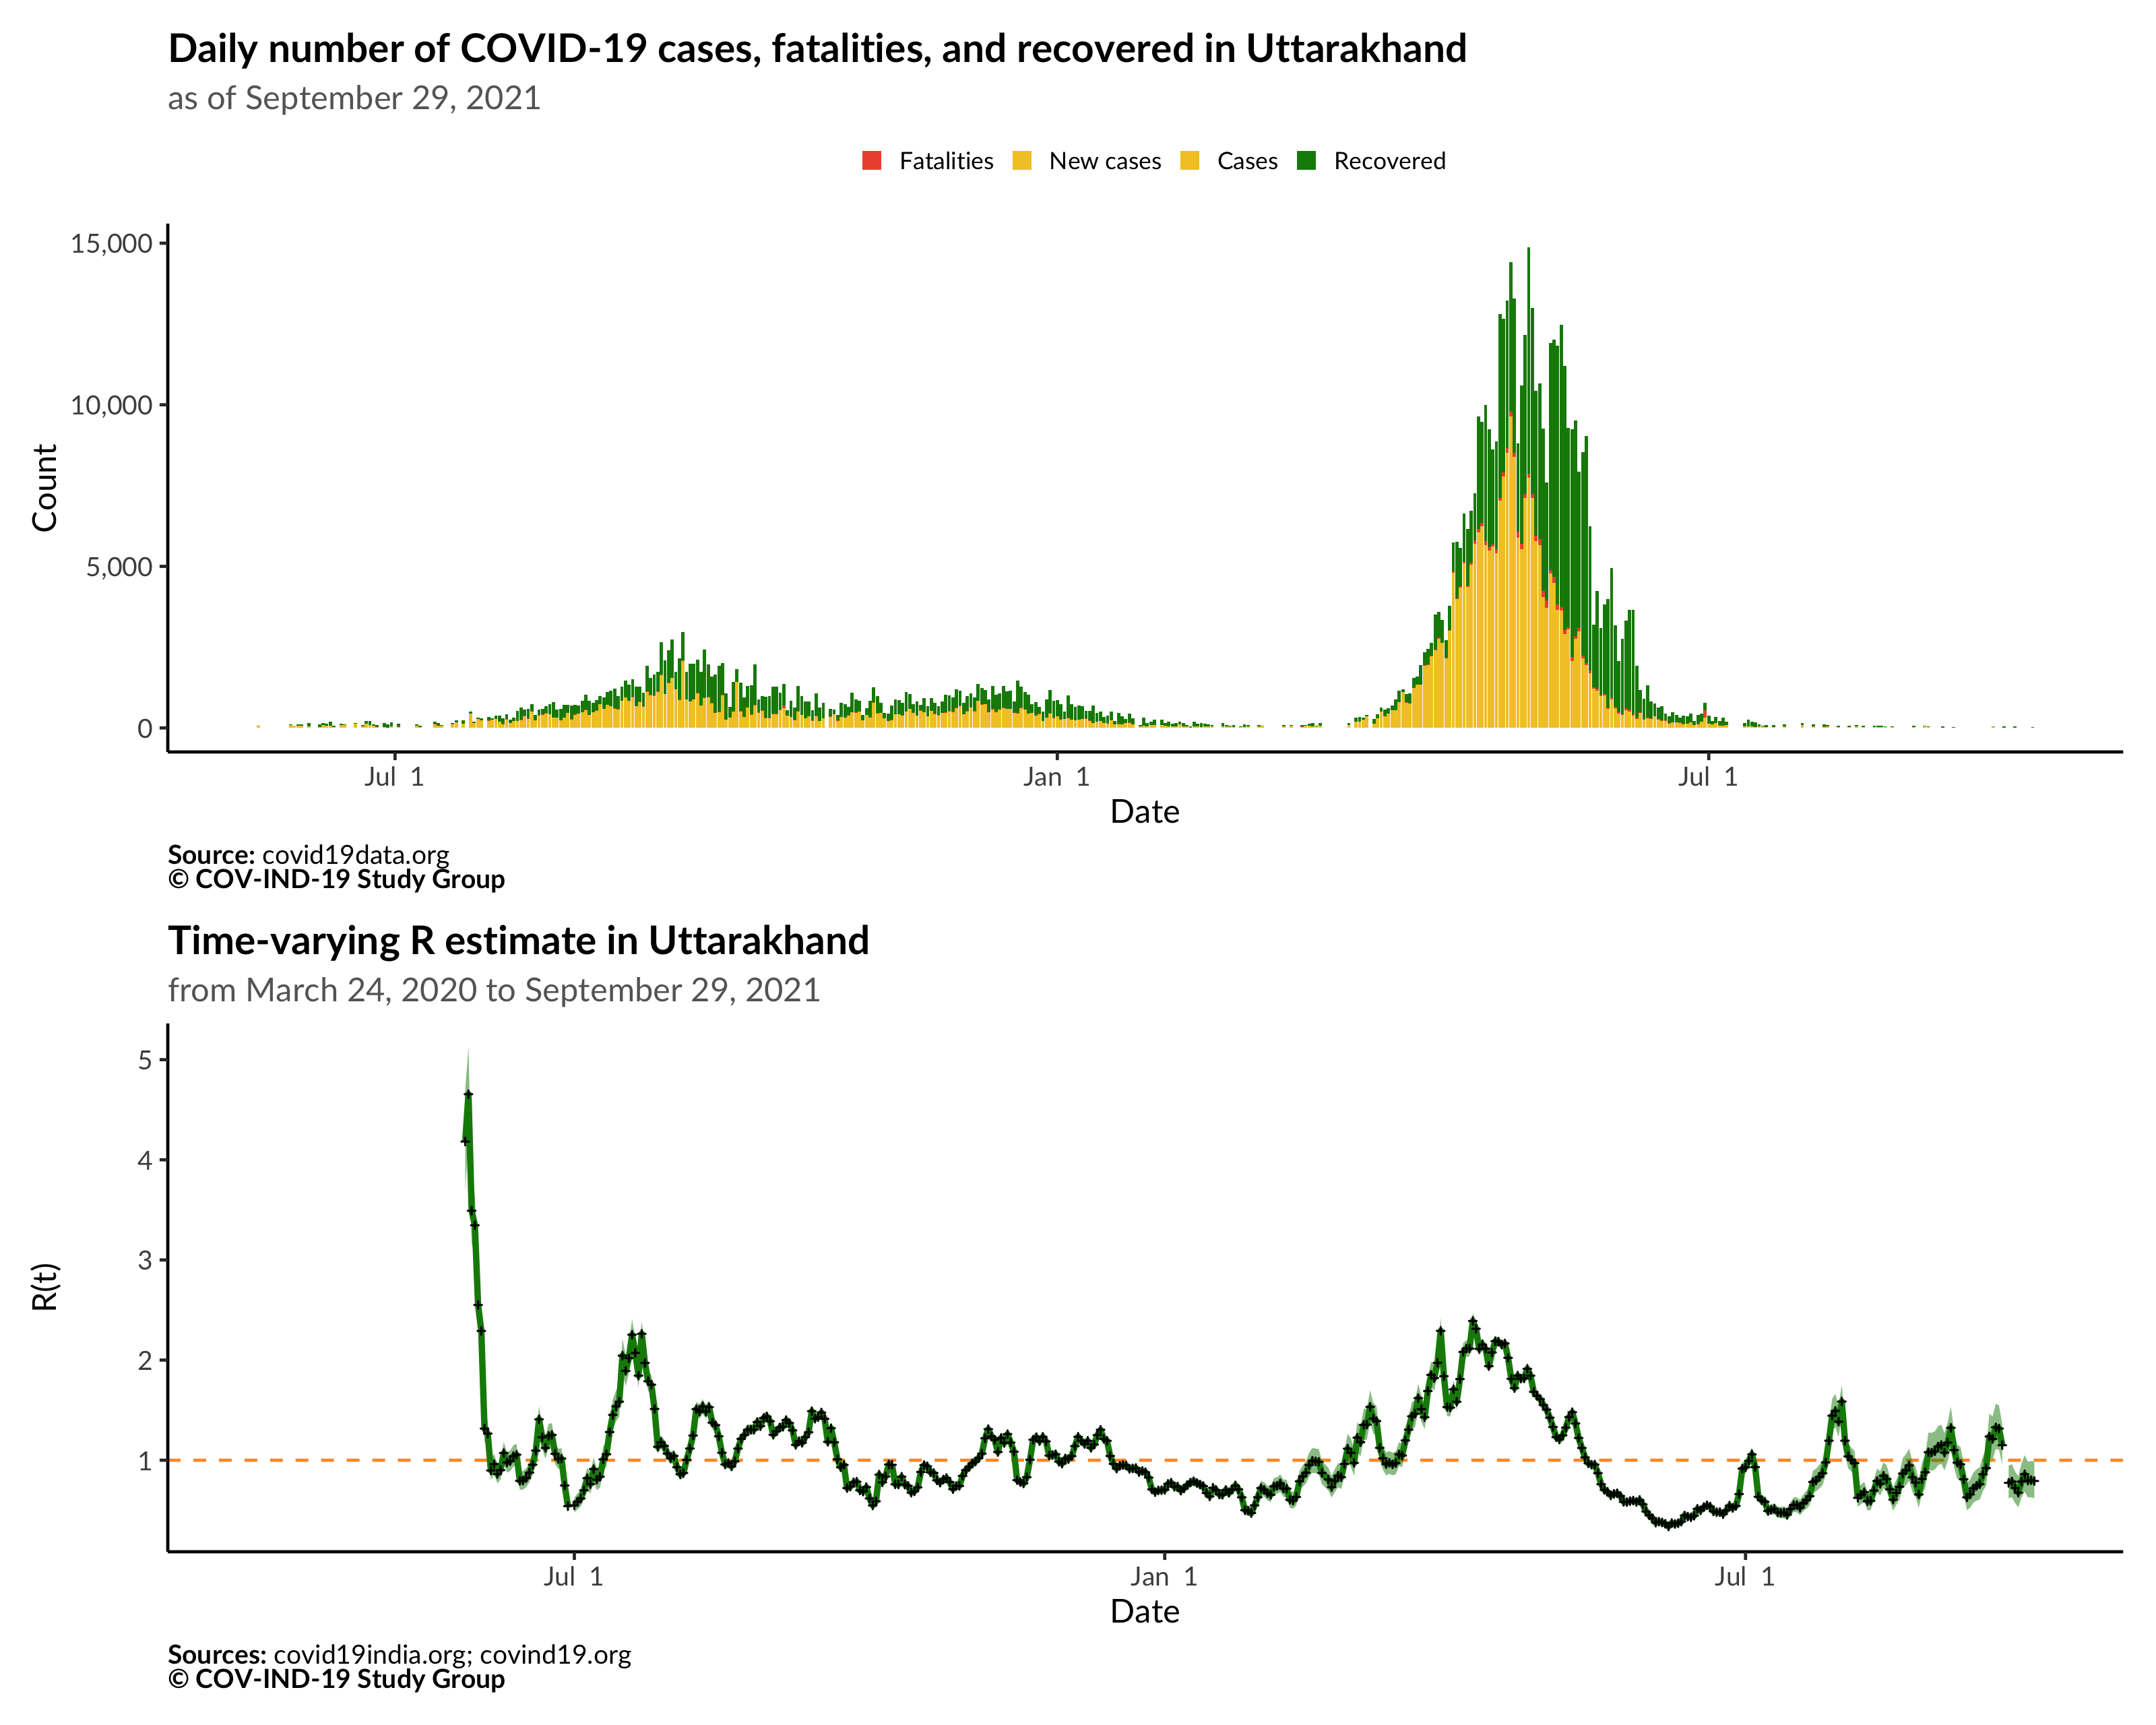 Daily number of COVID-19 cases, fatalities, and recovered in Uttarakhand
as of September 29, 2021
Fatalities New cases Cases Recovered
15,000
10,000
5,000
0
Count
Jul 1 Jan 1 Jul 1
Date
Source: covid19data.org
© COV-IND-19 Study Group
Time-varying R estimate in Uttarakhand
from March 24, 2020 to September 29, 2021
5
4
3
2
1
R(t)
Jul 1 Jan 1 Jul 1
Date
Sources: covid19india.org; covind19.org
© COV-IND-19 Study Group